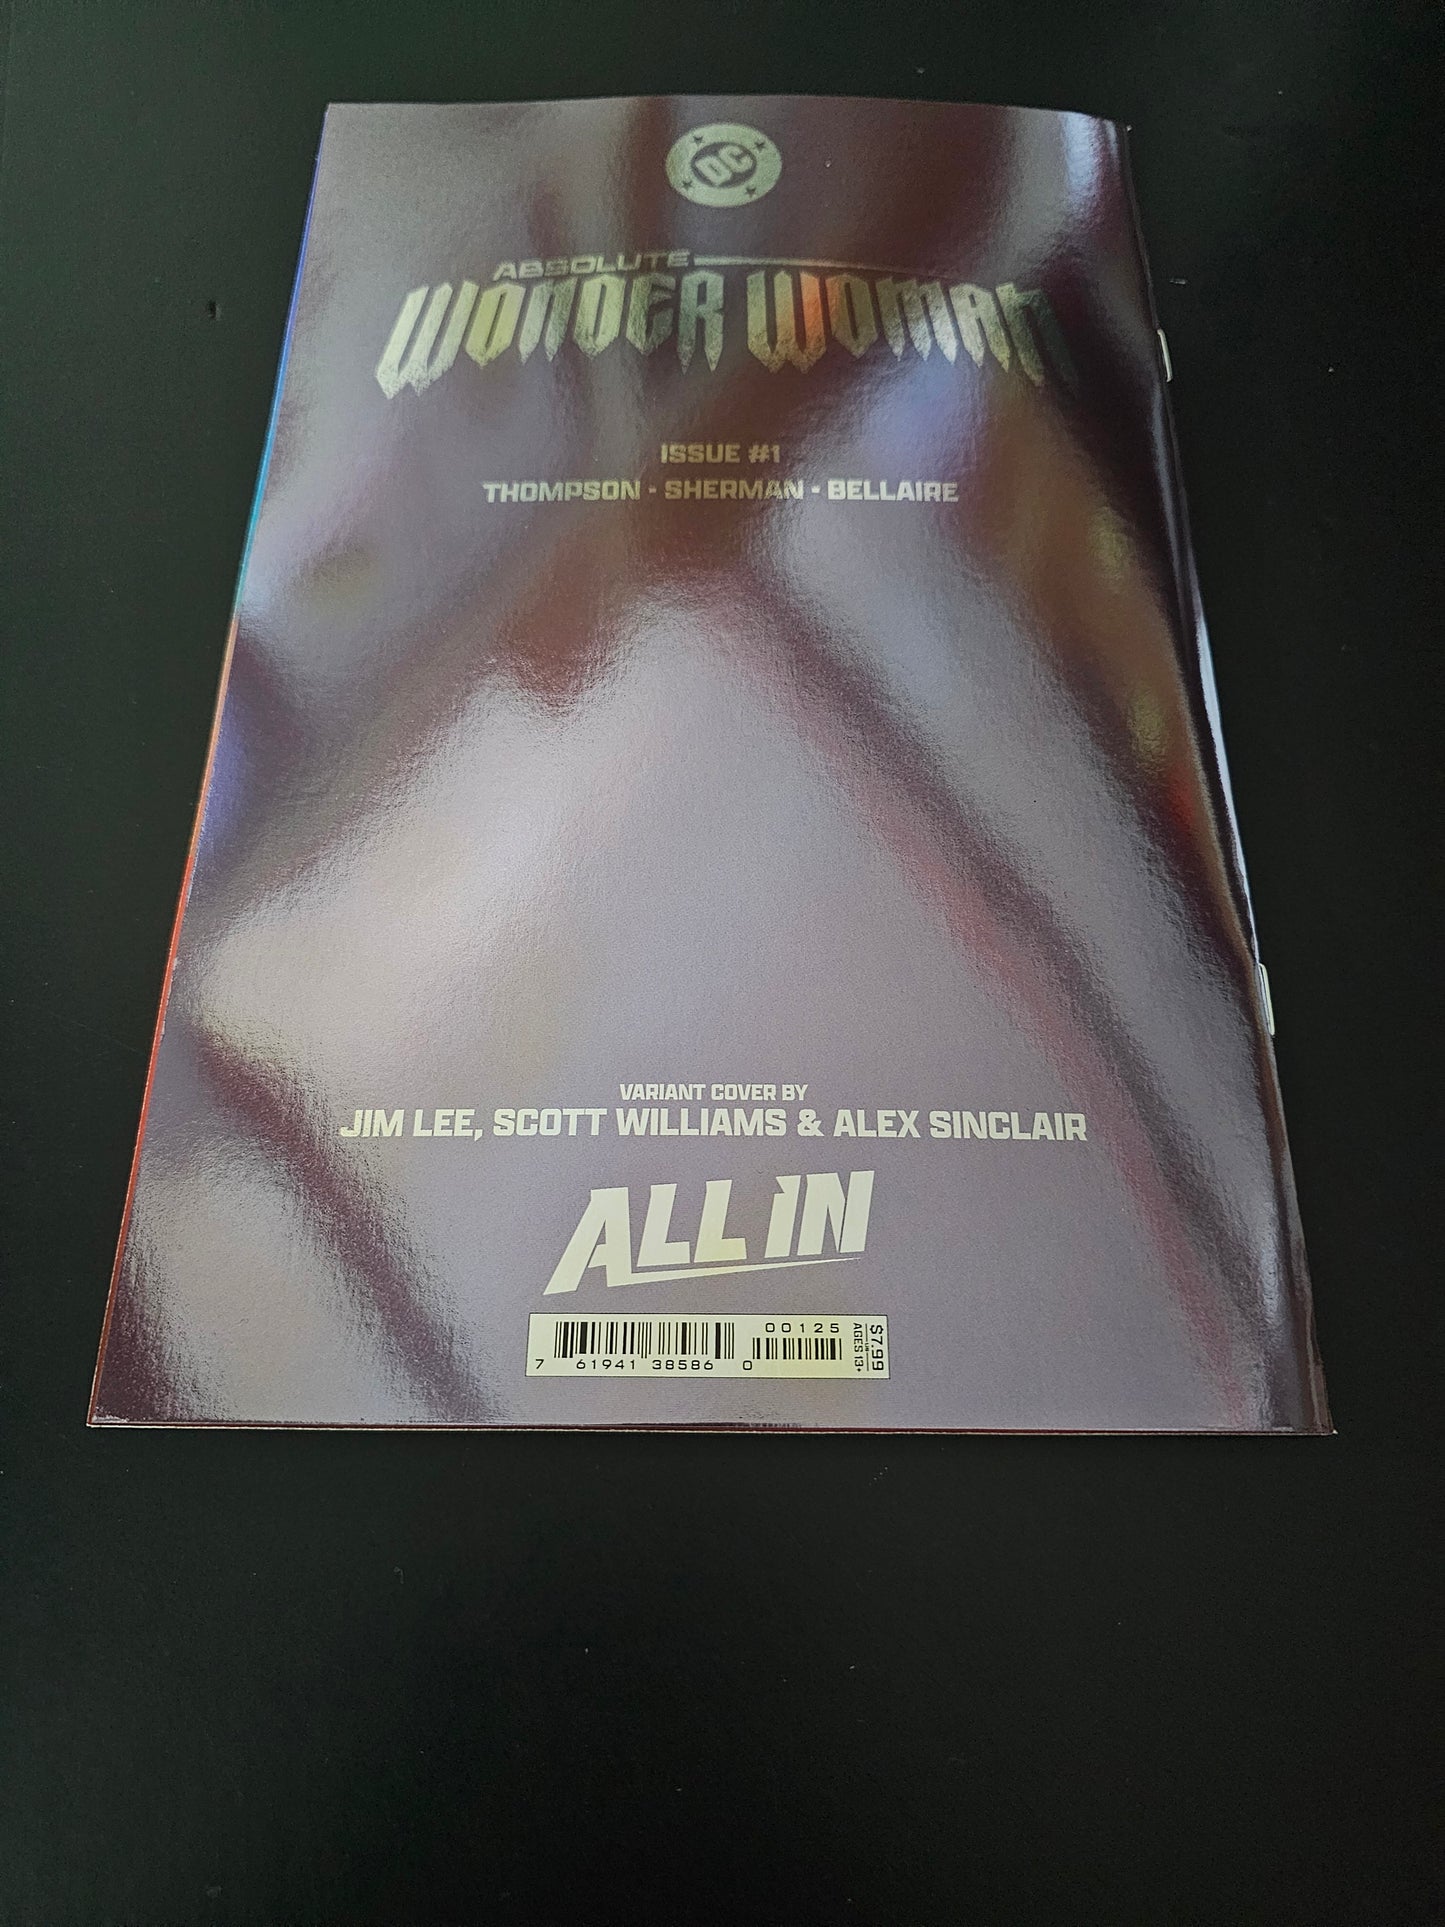 DC
ABSOLUTE
WONDER WOMAN
ISSUE #1
THOMPSON - SHERMAN - BELLAIRE
VARIANT COVER BY
JIM LEE, SCOTT WILLIAMS & ALEX SINCLAIR
ALL IN
00125
7 61941 38586 0
$7.99
US
AGES 13+